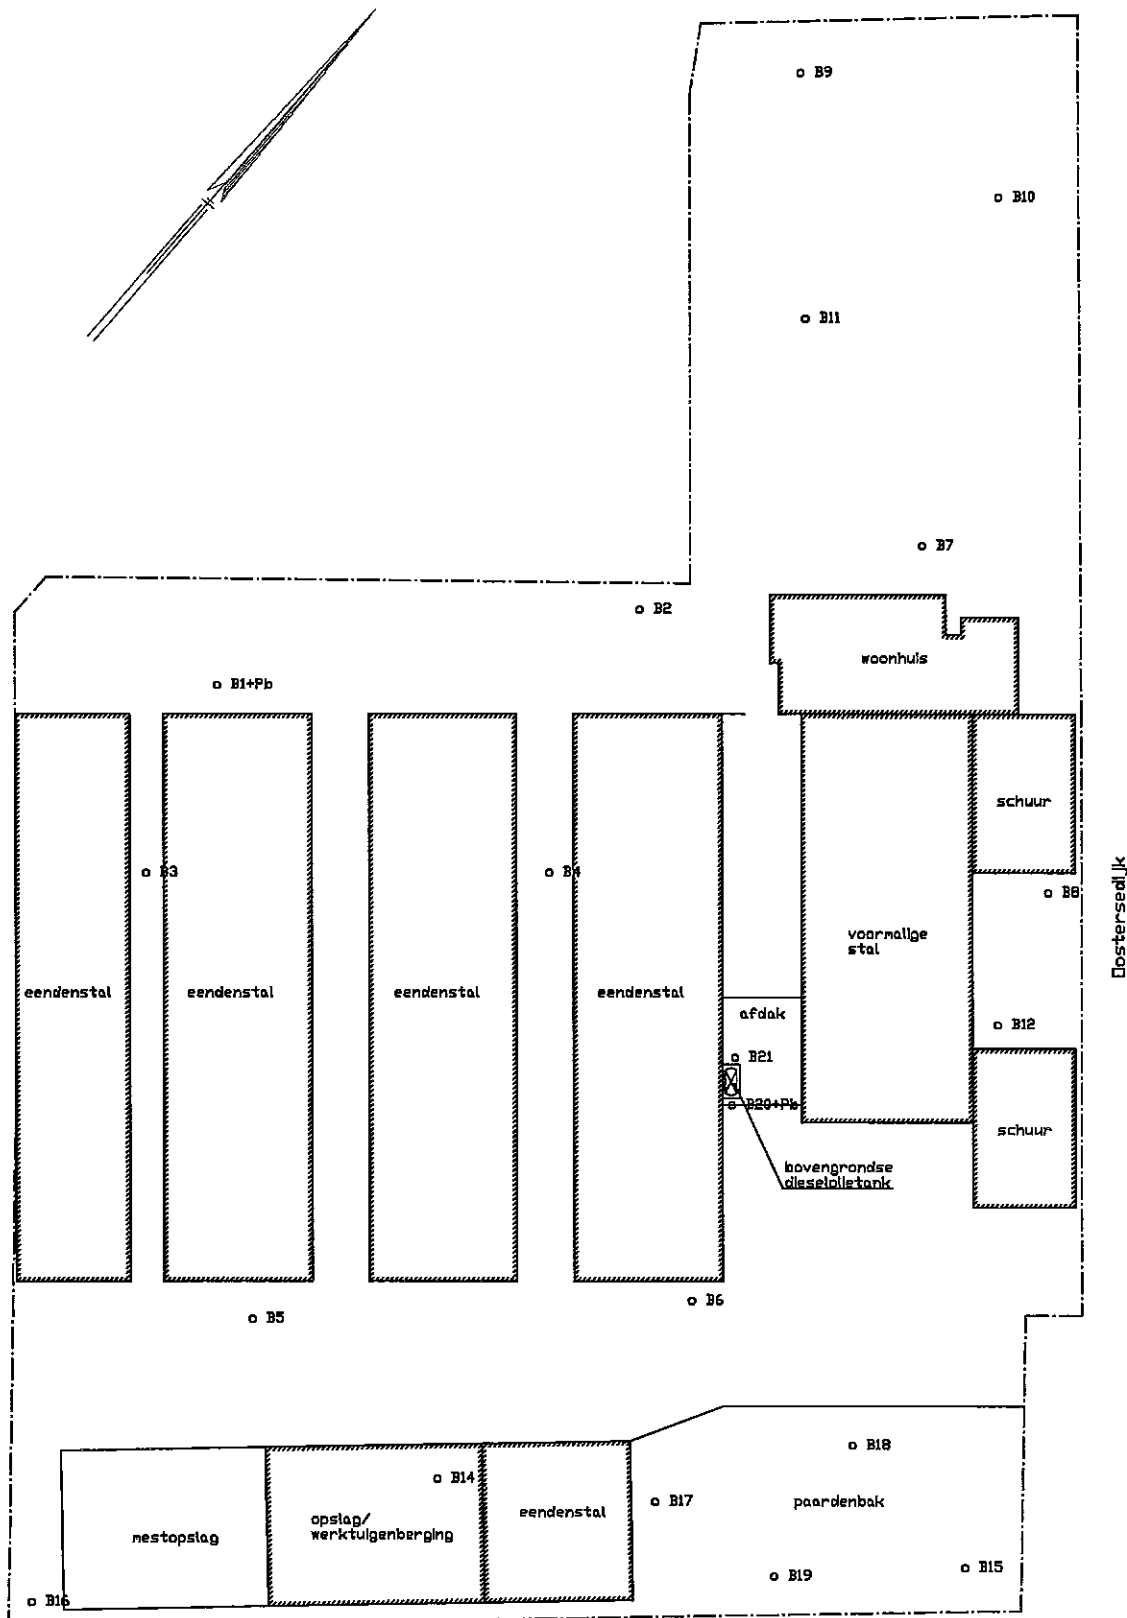 B9
B10
B11
B7
B2
woonhuis
B1+Pb
schuur
B3
B4
B8
Oostersedijk
voormalige
stal
eendenstal
eendenstal
eendenstal
eendenstal
afdak
B12
B21
B20+Pb
schuur
bovengrondse
dieselolietank
B6
B5
B18
B14
B17
paardenbak
eendenstal
opslag/
werktuigenberging
mestopslag
B15
B19
B16